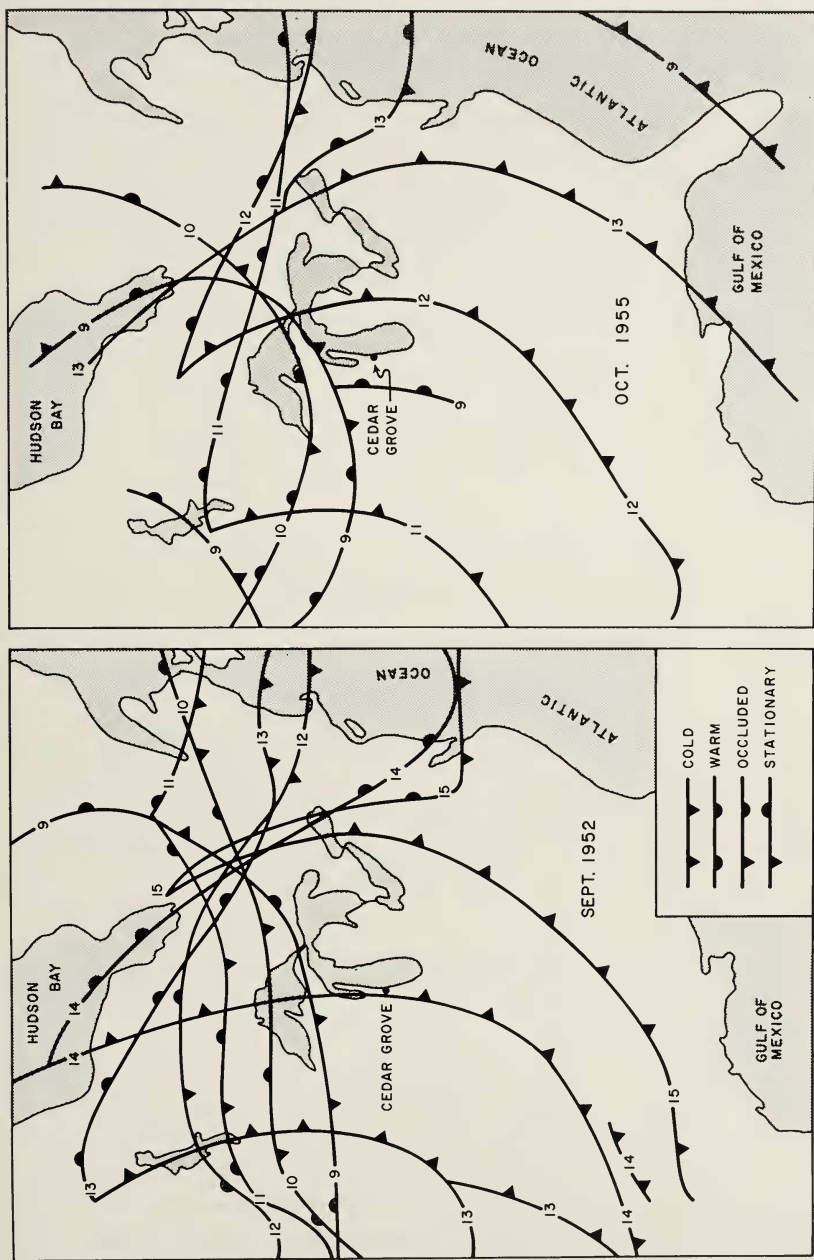 HUDSON
BAY
9
13
10
12
11
13
ATLANTIC
OCEAN
9
11
9
10
9
CEDAR
GROVE
9
12
13
11
12
OCT. 1955
GULF OF
MEXICO
HUDSON
BAY
9
10
11
13
12
14
15
15
14
14
13
12
11
10
9
CEDAR GROVE
OCEAN
ATLANTIC
13
13
14
14
15
SEPT. 1952
GULF OF
MEXICO
COLD
WARM
OCCLUDED
STATIONARY